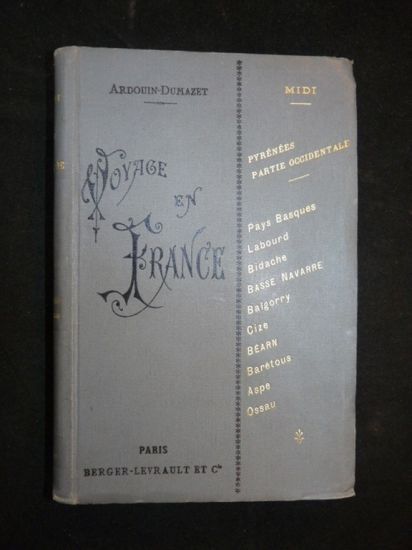 ARDOUIN-DUMAZET
VOYAGE
EN
FRANCE
PARIS
BERGER-LEVRAULT ET Cie
MIDI
PYRÉNÉES
PARTIE OCCIDENTALE
Pays Basques
Labourd
Bidache
BASSE NAVARRE
Baïgorry
Cize
BÉARN
Barétous
Aspe
Ossau